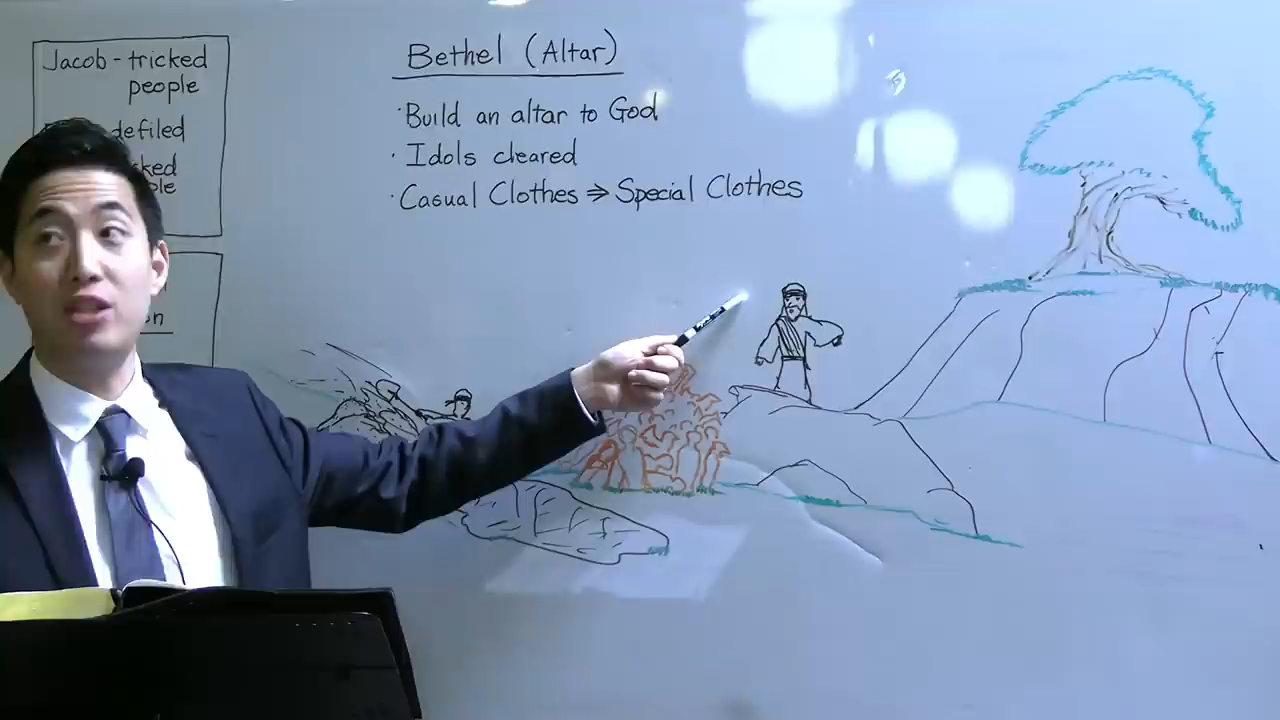 Jacob - tricked
people
defiled
Bethel (Altar)
· Build an altar to God
· Idols cleared
· Casual Clothes ⇒ Special Clothes